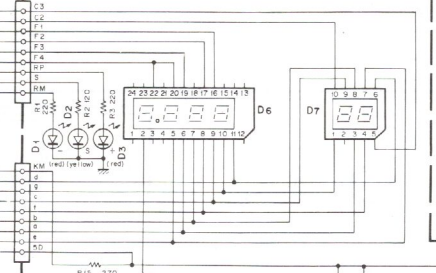 C3
C2
F1
F2
F3
F4
RP
S
RM
R1 220
D2
R2 120
R3 220
24 23 22 21 20 19 18 17 16 15 14 13
D6
1 2 3 4 5 6 7 8 9 10 11 12
10 9 8 7 6
D7
1 2 3 4 5
D1
- S +
D3
(red) (yellow) (red)
KM
d
g
c
f
b
a
e
5D